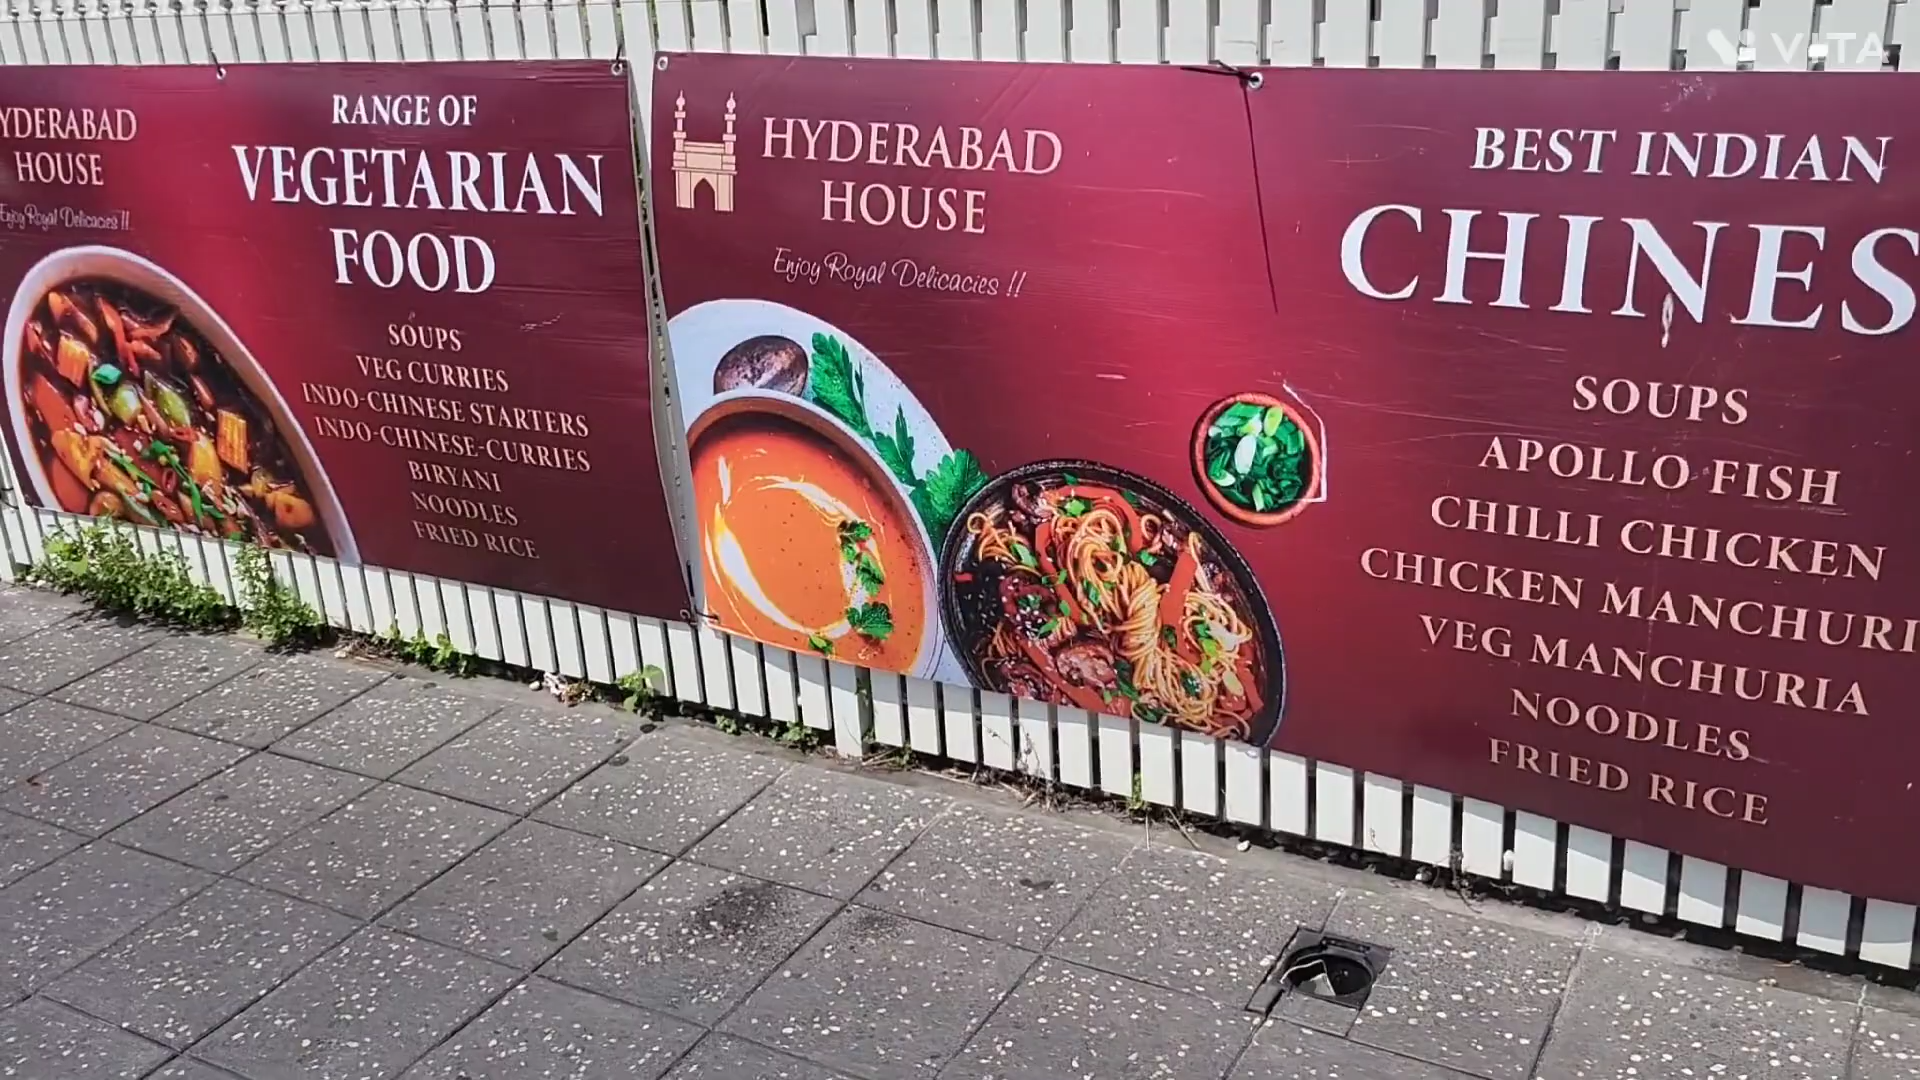 YDERABAD
HOUSE
Enjoy Royal Delicacies !!
RANGE OF
VEGETARIAN
FOOD
SOUPS
VEG CURRIES
INDO-CHINESE STARTERS
INDO-CHINESE-CURRIES
BIRYANI
NOODLES
FRIED RICE
HYDERABAD
HOUSE
Enjoy Royal Delicacies !!
BEST INDIAN
CHINES
SOUPS
APOLLO FISH
CHILLI CHICKEN
CHICKEN MANCHURI
VEG MANCHURIA
NOODLES
FRIED RICE
VITA